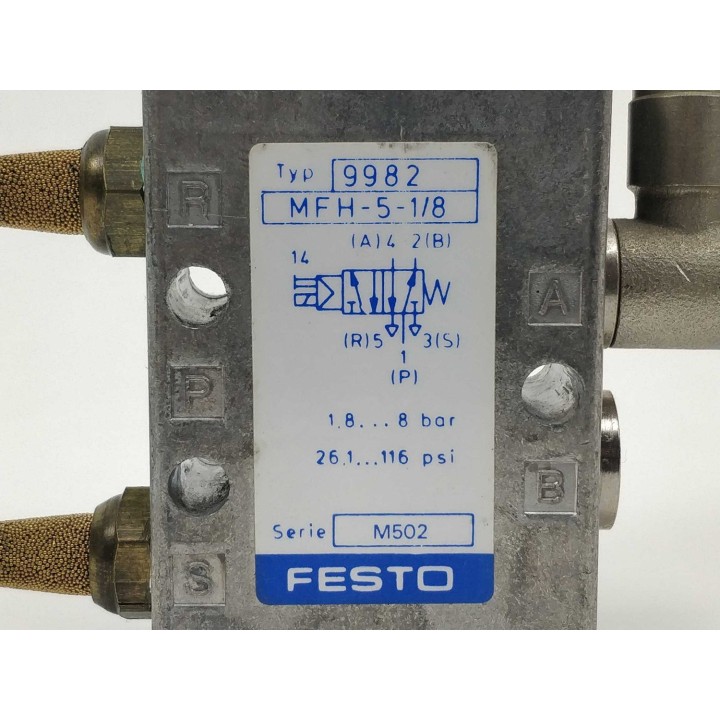 Typ 9982
MFH-5-1/8
(A) 4 2 (B)
14
(R) 5 3 (S)
1
(P)
1,8...8 bar
26,1...116 psi
Serie M502
FESTO
R
P
S
A
B